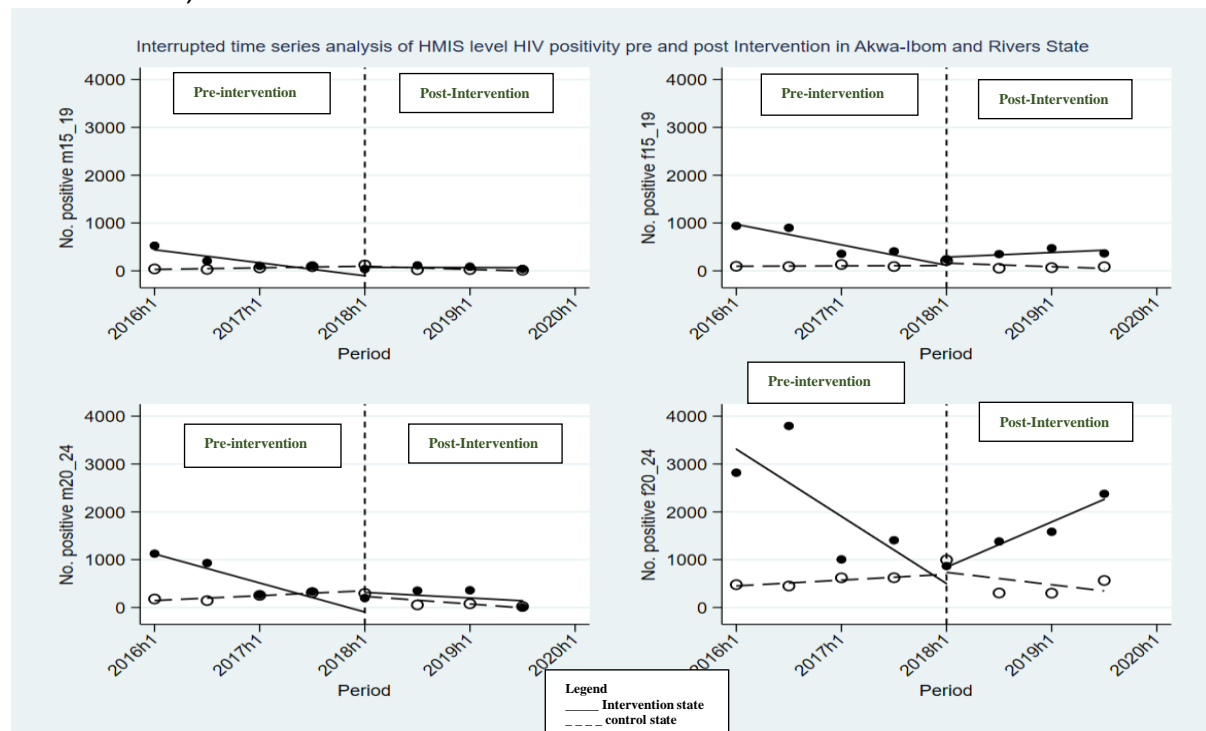 Interrupted time series analysis of HMIS level HIV positivity pre and post Intervention in Akwa-Ibom and Rivers State
Pre-intervention
Post-Intervention
No. positive m15_19
4000
3000
2000
1000
0
2016h1
2017h1
2018h1
2019h1
2020h1
Period
Pre-intervention
Post-Intervention
No. positive f15_19
4000
3000
2000
1000
0
2016h1
2017h1
2018h1
2019h1
2020h1
Period
Pre-intervention
Post-Intervention
No. positive m20_24
4000
3000
2000
1000
0
2016h1
2017h1
2018h1
2019h1
2020h1
Period
Pre-intervention
Post-Intervention
No. positive f20_24
4000
3000
2000
1000
0
2016h1
2017h1
2018h1
2019h1
2020h1
Period
Legend
_____ Intervention state
_ _ _ _ control state